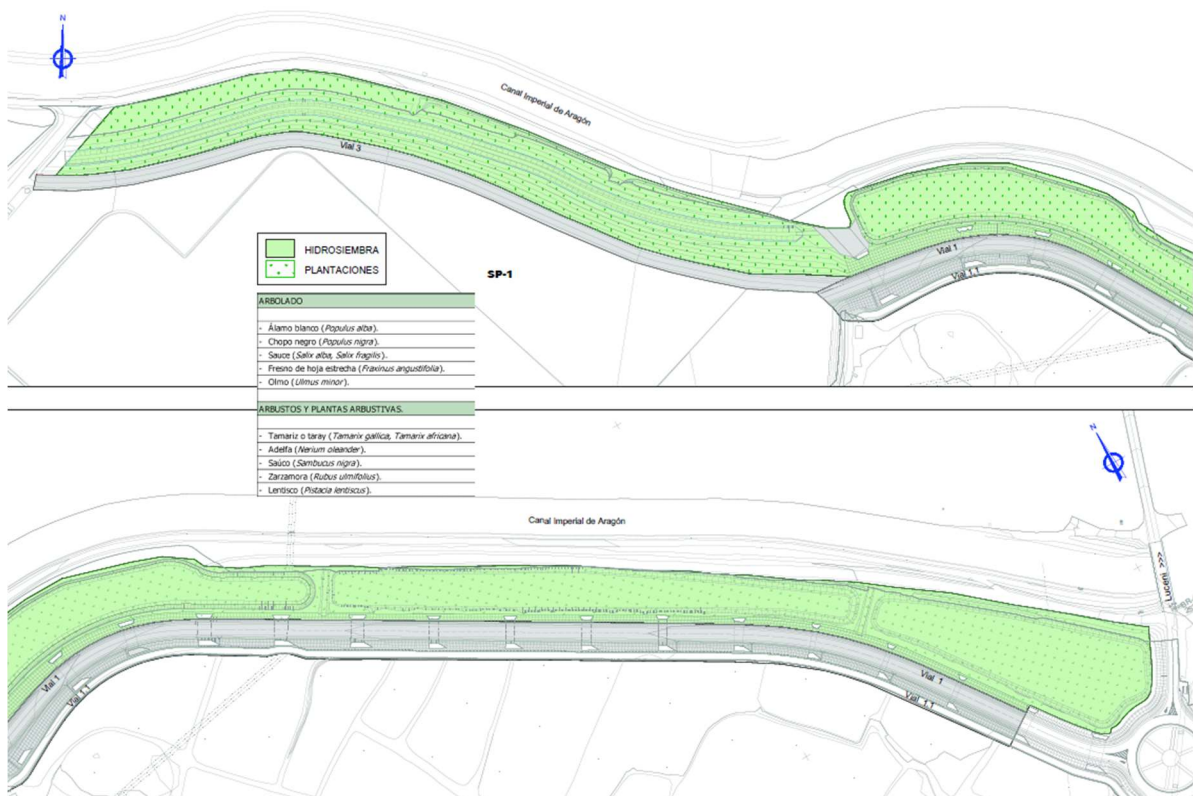 N
Canal Imperial de Aragón
Vial 3
HIDROSIEMBRA
PLANTACIONES
SP-1
Vial 1
Vial 1.1
ARBOLADO
- Álamo blanco (Populus alba).
- Chopo negro (Populus nigra).
- Sauce (Salix alba, Salix fragilis).
- Fresno de hoja estrecha (Fraxinus angustifolia).
- Olmo (Ulmus minor).
ARBUSTOS Y PLANTAS ARBUSTIVAS.
- Tamariz o taray (Tamarix gallica, Tamarix africana).
- Adelfa (Nerium oleander).
- Saúco (Sambucus nigra).
- Zarzamora (Rubus ulmifolius).
- Lentisco (Pistacia lentiscus).
N
Canal Imperial de Aragón
Luceni >>>
Vial 1
Vial 1.1
Vial 1
Vial 1.1